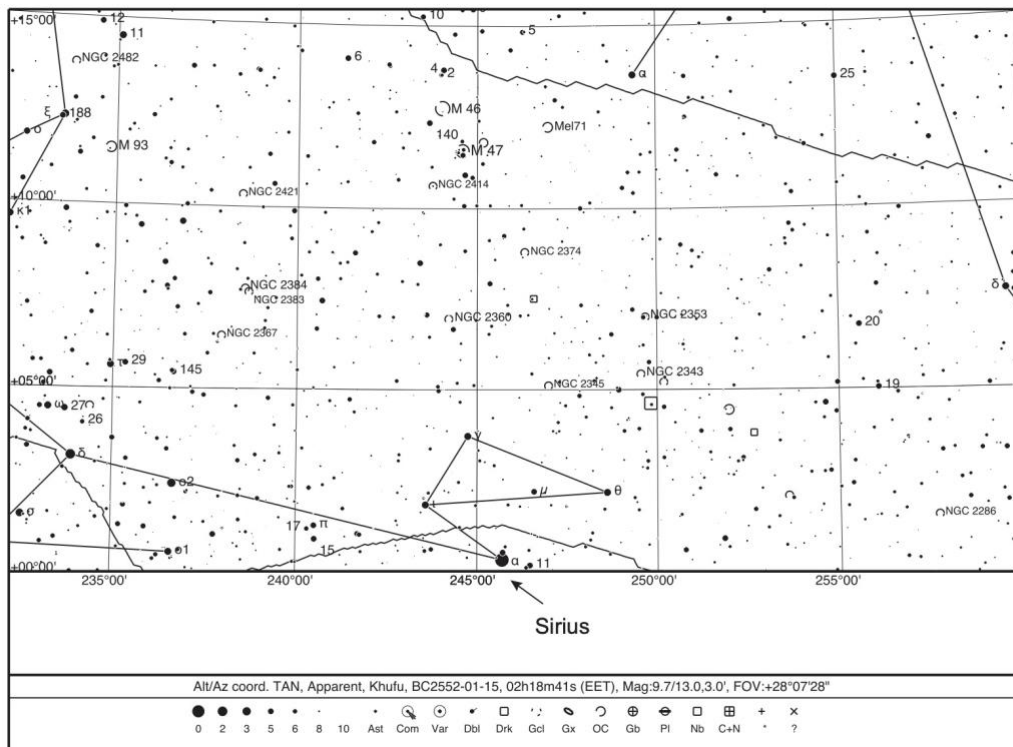 +15°00'
12
11
10
5
NGC 2482
6
4
2
α
25
M 46
ξ
188
ο
140
Mel71
M 93
M 47
NGC 2414
NGC 2421
+10°00'
κ1
NGC 2374
NGC 2384
NGC 2383
δ
NGC 2360
NGC 2353
20
NGC 2367
τ
29
145
NGC 2343
NGC 2345
19
+05°00'
ω
27
26
γ
δ
ο2
μ
θ
ι
σ
NGC 2286
17
π
15
ο1
α
11
+00°00'
235°00'
240°00'
245°00'
250°00'
255°00'
Sirius
Alt/Az coord. TAN, Apparent, Khufu, BC2552-01-15, 02h18m41s (EET), Mag:9.7/13.0,3.0', FOV:+28°07'28"
0 2 3 5 6 8 10 Ast Com Var Dbl Drk Gcl Gx OC Gb Pl Nb C+N * ?